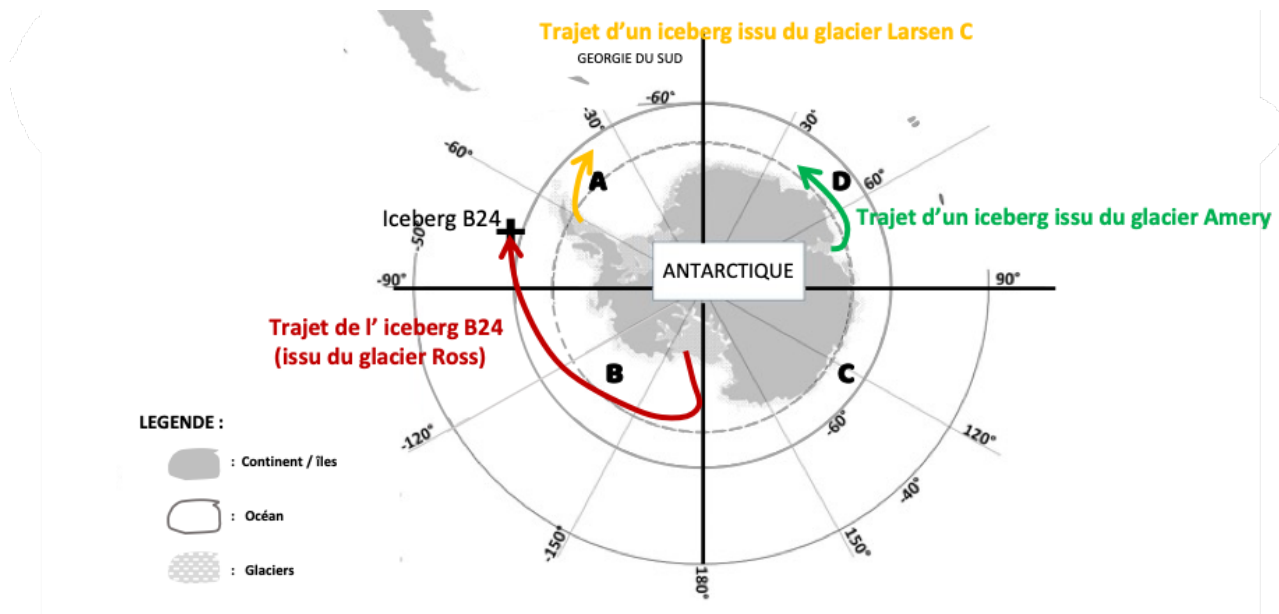 Trajet d'un iceberg issu du glacier Larsen C
GEORGIE DU SUD
-60°
-30°
30°
-60°
A
D
60°
Iceberg B24
Trajet d'un iceberg issu du glacier Amery
-50°
ANTARCTIQUE
-90°
90°
Trajet de l' iceberg B24
(issu du glacier Ross)
B
C
LEGENDE :
-60°
-120°
120°
: Continent / îles
-40°
: Océan
-150°
150°
: Glaciers
180°